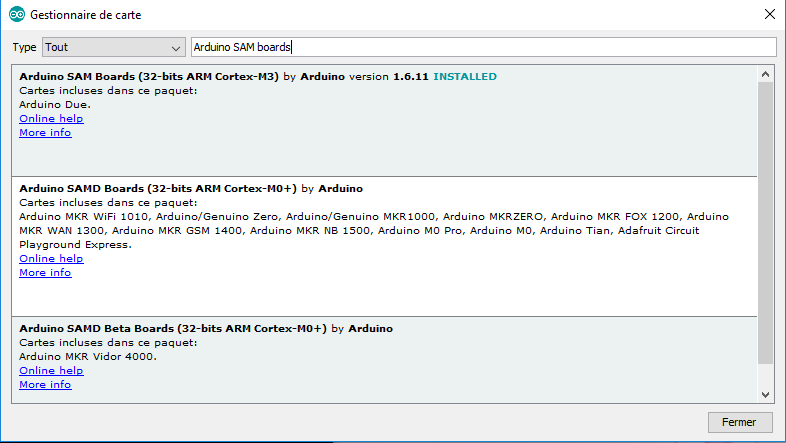 Gestionnaire de carte
Type Tout Arduino SAM boards
Arduino SAM Boards (32-bits ARM Cortex-M3) by Arduino version 1.6.11 INSTALLED
Cartes incluses dans ce paquet:
Arduino Due.
Online help
More info
Arduino SAMD Boards (32-bits ARM Cortex-M0+) by Arduino
Cartes incluses dans ce paquet:
Arduino MKR WiFi 1010, Arduino/Genuino Zero, Arduino/Genuino MKR1000, Arduino MKRZERO, Arduino MKR FOX 1200, Arduino
MKR WAN 1300, Arduino MKR GSM 1400, Arduino MKR NB 1500, Arduino M0 Pro, Arduino M0, Arduino Tian, Adafruit Circuit
Playground Express.
Online help
More info
Arduino SAMD Beta Boards (32-bits ARM Cortex-M0+) by Arduino
Cartes incluses dans ce paquet:
Arduino MKR Vidor 4000.
Online help
More info
Fermer